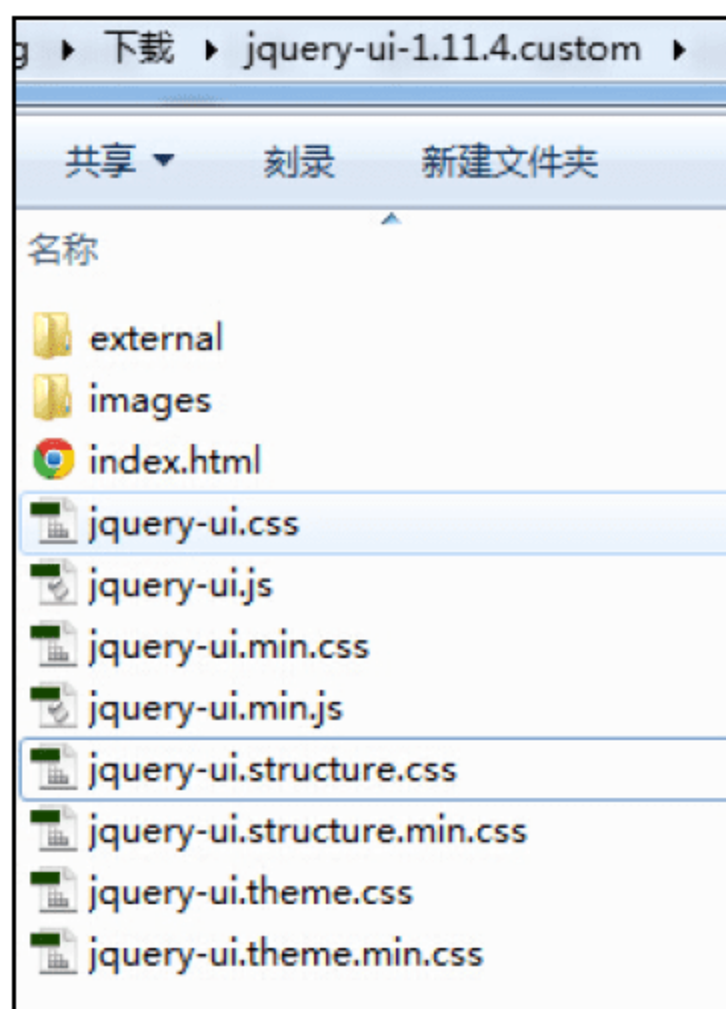 g ▸ 下载 ▸ jquery-ui-1.11.4.custom ▸
共享 刻录 新建文件夹
名称
external
images
index.html
jquery-ui.css
jquery-ui.js
jquery-ui.min.css
jquery-ui.min.js
jquery-ui.structure.css
jquery-ui.structure.min.css
jquery-ui.theme.css
jquery-ui.theme.min.css